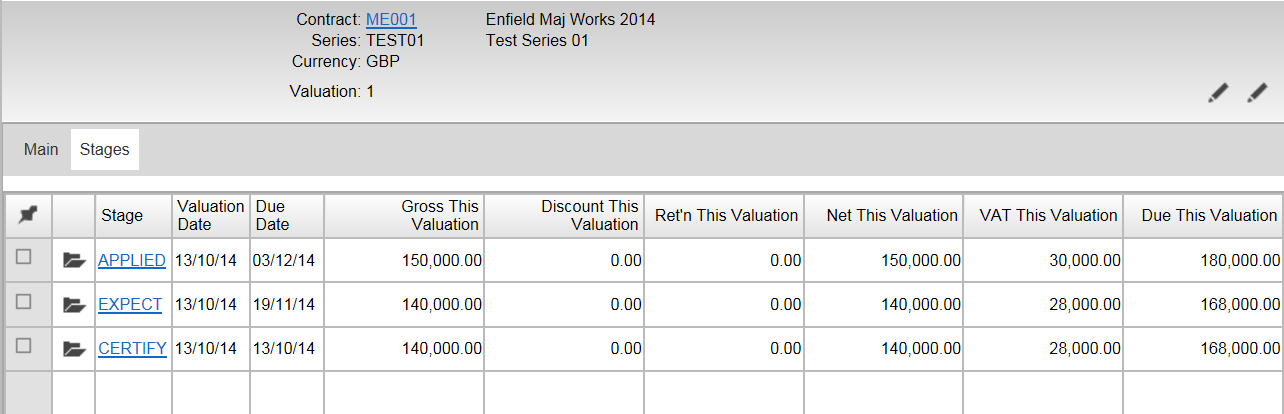 Contract: ME001 Enfield Maj Works 2014
Series: TEST01 Test Series 01
Currency: GBP
Valuation: 1
Main Stages
Stage Valuation Date Due Date Gross This Valuation Discount This Valuation Ret'n This Valuation Net This Valuation VAT This Valuation Due This Valuation
APPLIED 13/10/14 03/12/14 150,000.00 0.00 0.00 150,000.00 30,000.00 180,000.00
EXPECT 13/10/14 19/11/14 140,000.00 0.00 0.00 140,000.00 28,000.00 168,000.00
CERTIFY 13/10/14 13/10/14 140,000.00 0.00 0.00 140,000.00 28,000.00 168,000.00